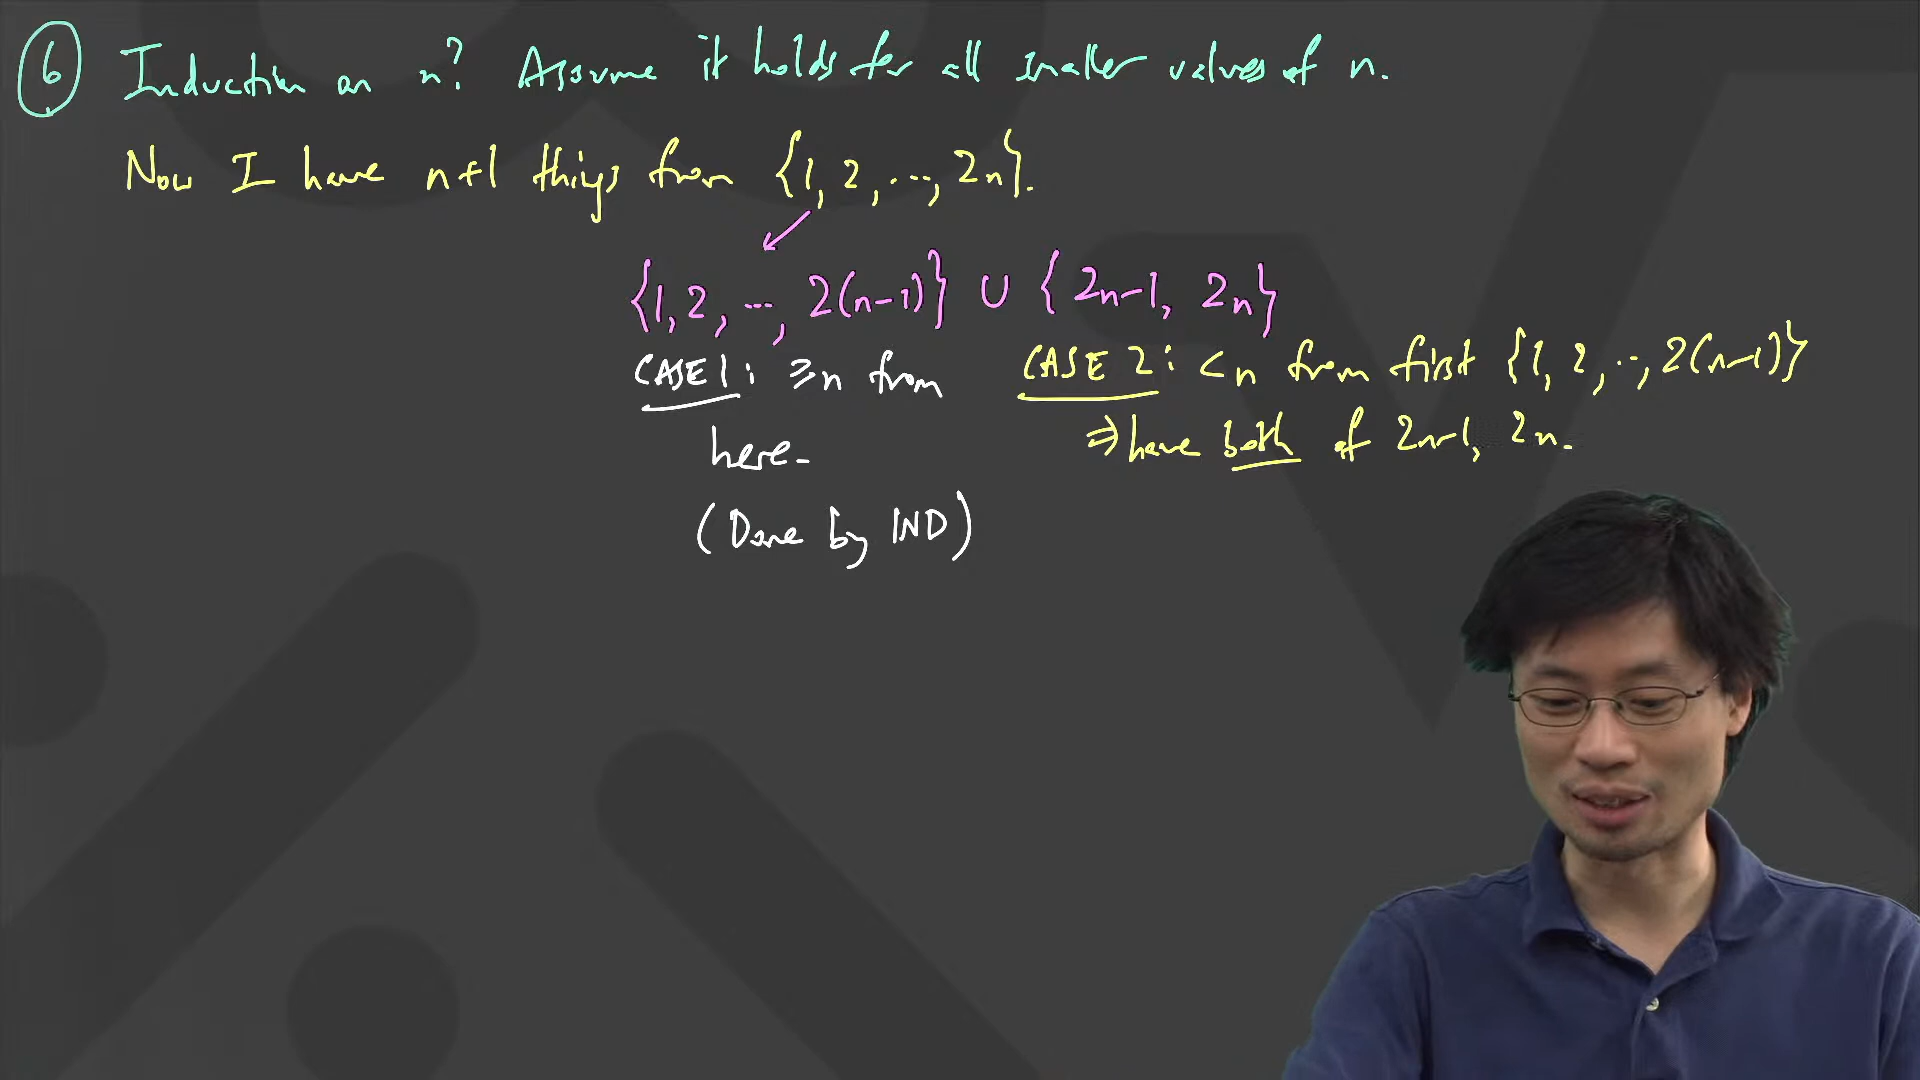 6 Induction on n? Assume it holds for all smaller values of n.
Now I have n+1 things from {1, 2, ..., 2n}.
{1, 2, ..., 2(n-1)} ∪ {2n-1, 2n}
CASE 1: ≥n from
here.
(Done by IND)
CASE 2: <n from first {1, 2, .., 2(n-1)}
⇒ have both of 2n-1, 2n.